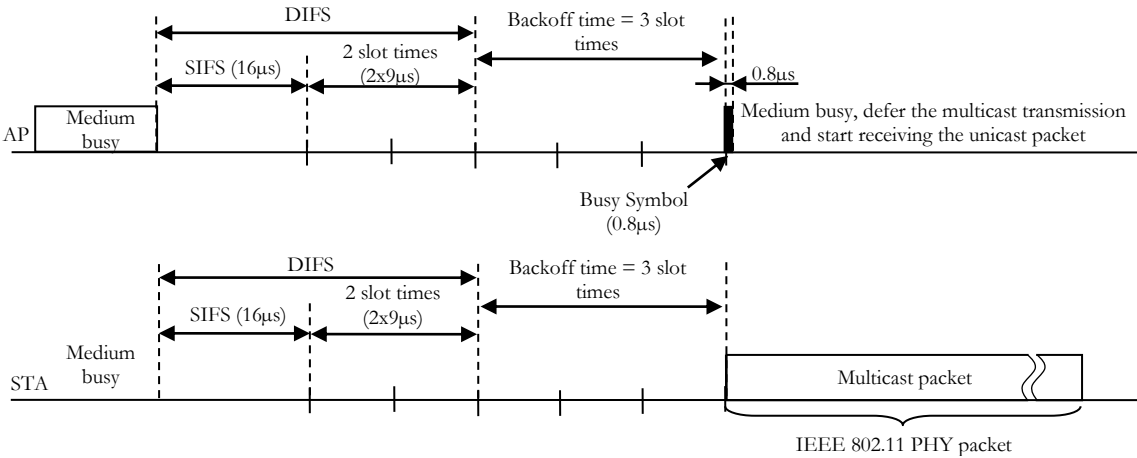 DIFS
Backoff time = 3 slot
times
SIFS (16µs)
2 slot times
(2x9µs)
0.8µs
AP
Medium
busy
Medium busy, defer the multicast transmission
and start receiving the unicast packet
Busy Symbol
(0.8µs)
DIFS
Backoff time = 3 slot
times
SIFS (16µs)
2 slot times
(2x9µs)
STA
Medium
busy
Multicast packet
IEEE 802.11 PHY packet